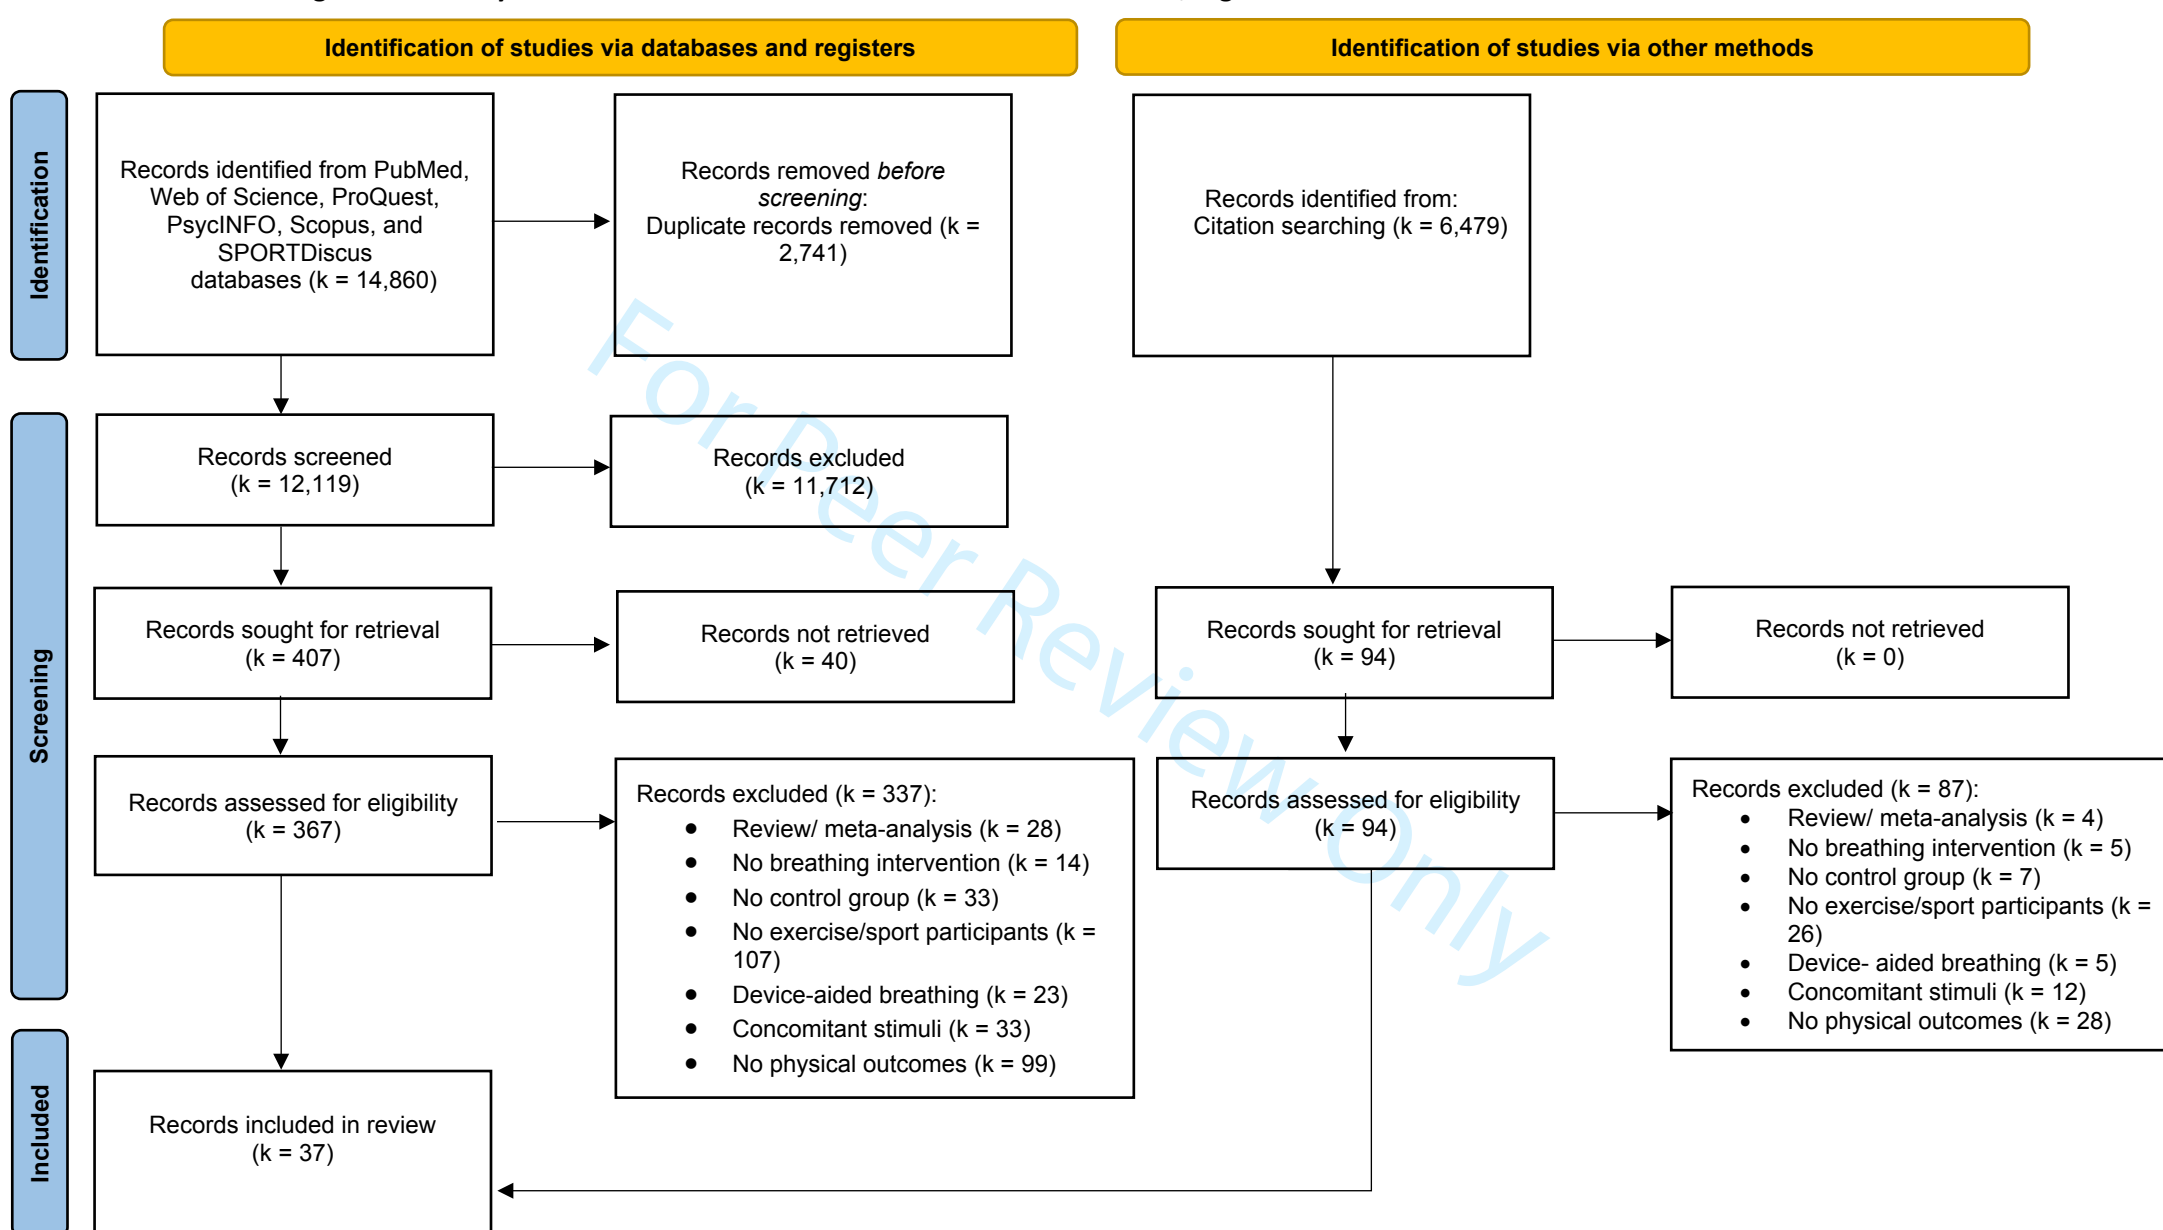 Identification of studies via databases and registers
Identification of studies via other methods
Identification
Records identified from PubMed,
Web of Science, ProQuest,
PsycINFO, Scopus, and
SPORTDiscus
databases (k = 14,860)
Records removed before
screening:
Duplicate records removed (k =
2,741)
Records identified from:
Citation searching (k = 6,479)
Screening
Records screened
(k = 12,119)
Records excluded
(k = 11,712)
Records sought for retrieval
(k = 407)
Records not retrieved
(k = 40)
Records sought for retrieval
(k = 94)
Records not retrieved
(k = 0)
Records assessed for eligibility
(k = 367)
Records excluded (k = 337):
• Review/ meta-analysis (k = 28)
• No breathing intervention (k = 14)
• No control group (k = 33)
• No exercise/sport participants (k =
107)
• Device-aided breathing (k = 23)
• Concomitant stimuli (k = 33)
• No physical outcomes (k = 99)
Records assessed for eligibility
(k = 94)
Records excluded (k = 87):
• Review/ meta-analysis (k = 4)
• No breathing intervention (k = 5)
• No control group (k = 7)
• No exercise/sport participants (k =
26)
• Device- aided breathing (k = 5)
• Concomitant stimuli (k = 12)
• No physical outcomes (k = 28)
Included
Records included in review
(k = 37)
For Peer Review Only